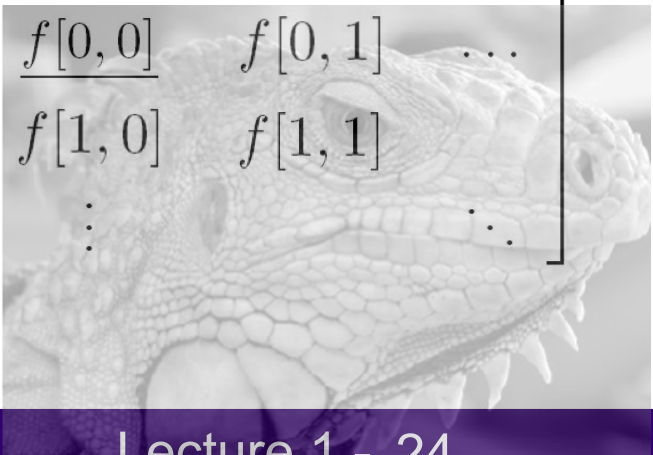 f[0, 0] f[0, 1] ⋯
f[1, 0] f[1, 1]
⋮ ⋱
Lecture 1 - 24